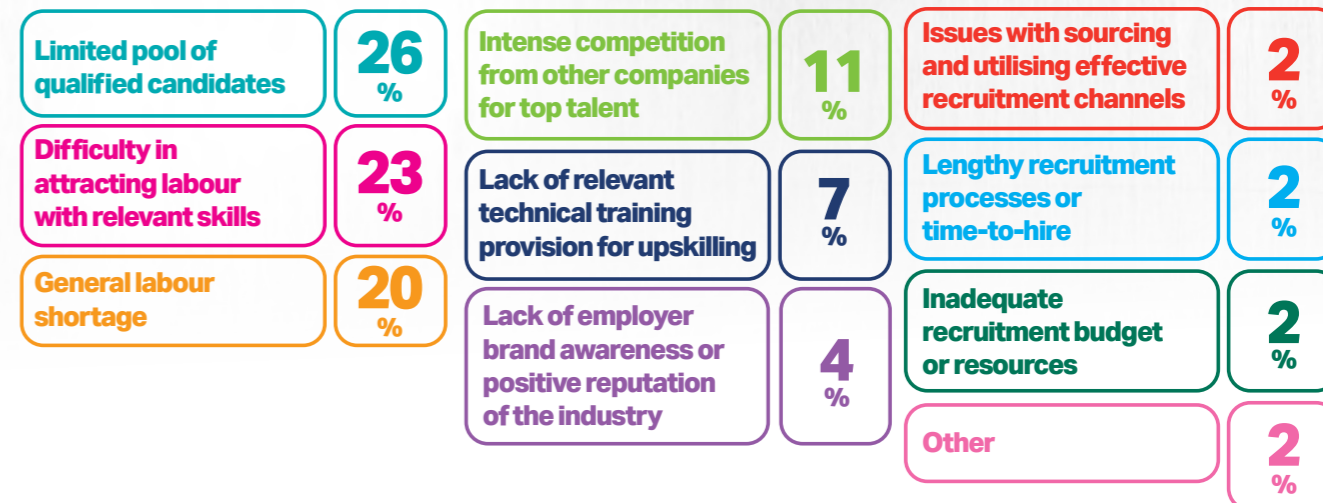 Limited pool of
qualified candidates
26
%
Difficulty in
attracting labour
with relevant skills
23
%
General labour
shortage
20
%
Intense competition
from other companies
for top talent
11
%
Lack of relevant
technical training
provision for upskilling
7
%
Lack of employer
brand awareness or
positive reputation
of the industry
4
%
Issues with sourcing
and utilising effective
recruitment channels
2
%
Lengthy recruitment
processes or
time-to-hire
2
%
Inadequate
recruitment budget
or resources
2
%
Other
2
%